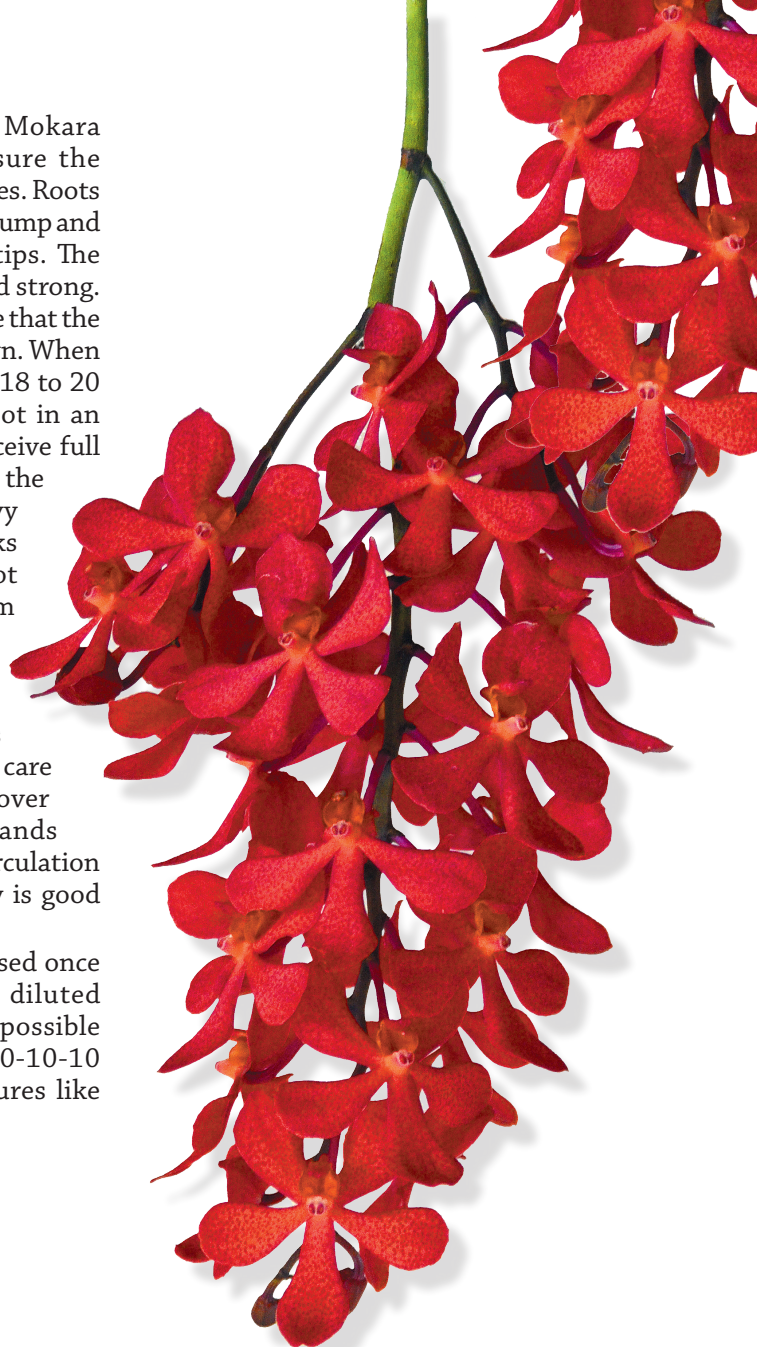 Mokara
sure the
es. Roots
ump and
tips. The
d strong.
e that the
wn. When
18 to 20
ot in an
ceive full
the
vy
ks
ot
m
care
over
ands
rculation
y is good
sed once
diluted
possible
0-10-10
ures like